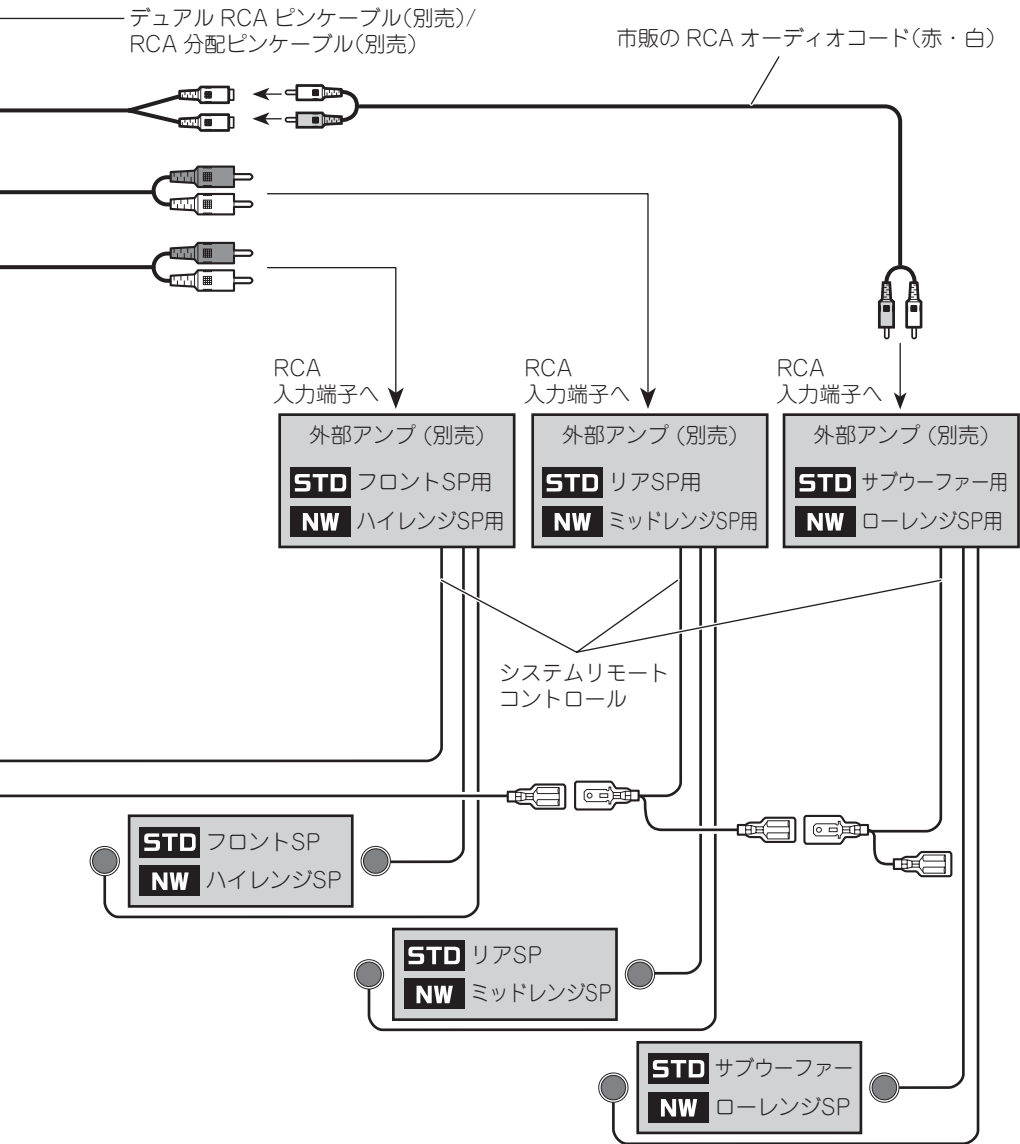 デュアル RCA ピンケーブル(別売)/
RCA 分配ピンケーブル(別売)
市販の RCA オーディオコード(赤・白)
RCA
入力端子へ
RCA
入力端子へ
RCA
入力端子へ
外部アンプ (別売)
STD フロントSP用
NW ハイレンジSP用
外部アンプ (別売)
STD リアSP用
NW ミッドレンジSP用
外部アンプ (別売)
STD サブウーファー用
NW ローレンジSP用
システムリモート
コントロール
STD フロントSP
NW ハイレンジSP
STD リアSP
NW ミッドレンジSP
STD サブウーファー
NW ローレンジSP